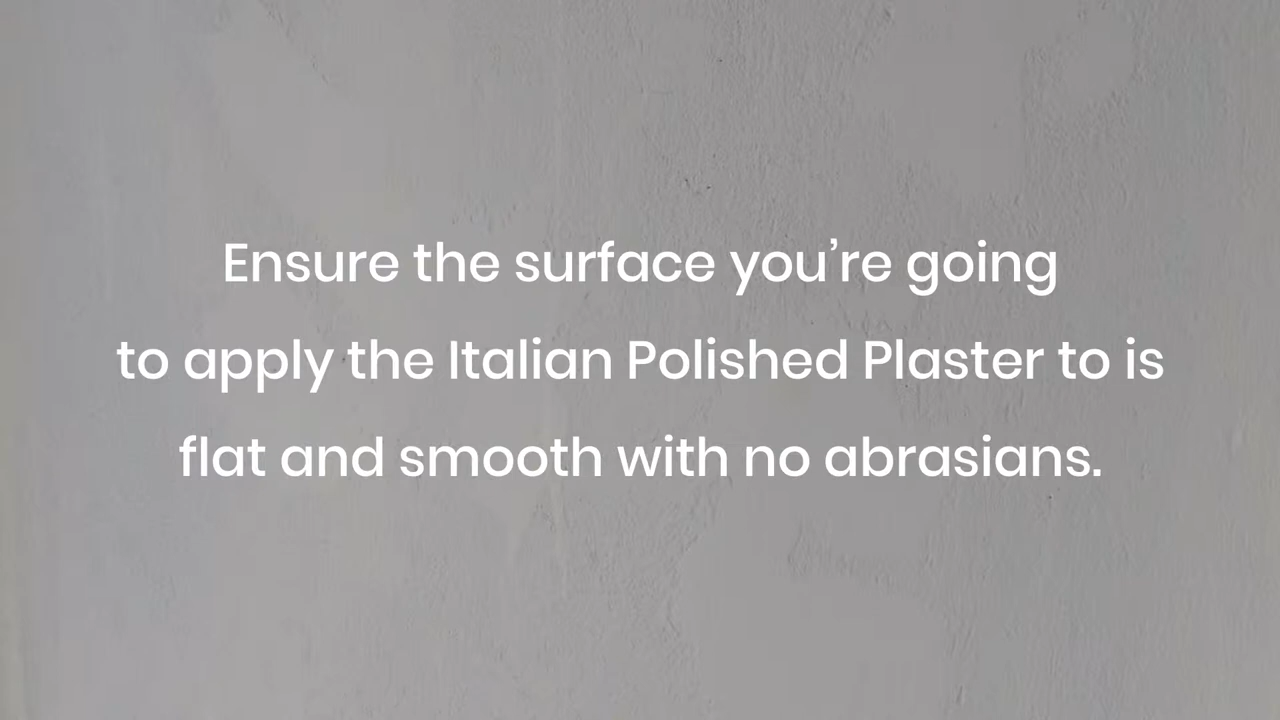 Ensure the surface you’re going
to apply the Italian Polished Plaster to is
flat and smooth with no abrasians.